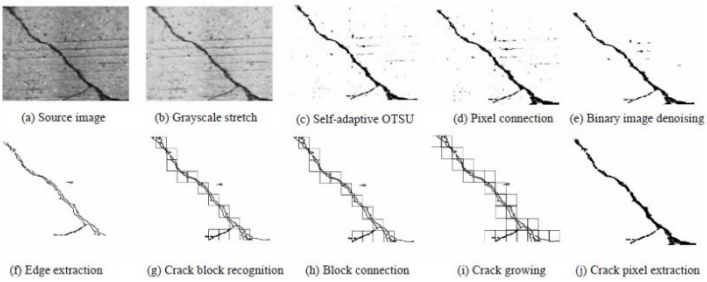 (a) Source image
(b) Grayscale stretch
(c) Self-adaptive OTSU
(d) Pixel connection
(e) Binary image denoising
(f) Edge extraction
(g) Crack block recognition
(h) Block connection
(i) Crack growing
(j) Crack pixel extraction